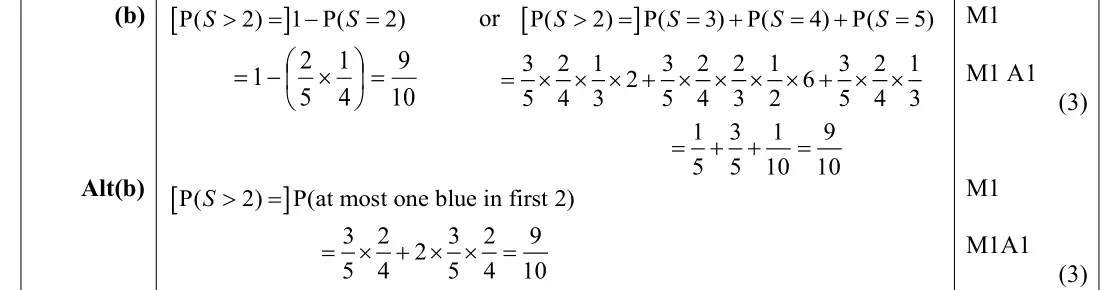 (b) [P(S > 2) =]1 − P(S = 2) or [P(S > 2) =]P(S = 3) + P(S = 4) + P(S = 5) M1
= 1 − (2/5 × 1/4) = 9/10 = 3/5 × 2/4 × 1/3 × 2 + 3/5 × 2/4 × 2/3 × 1/2 × 6 + 3/5 × 2/4 × 1/3 M1 A1
(3)
= 1/5 + 3/5 + 1/10 = 9/10
Alt(b) [P(S > 2) =]P(at most one blue in first 2) M1
= 3/5 × 2/4 + 2 × 3/5 × 2/4 = 9/10 M1A1
(3)